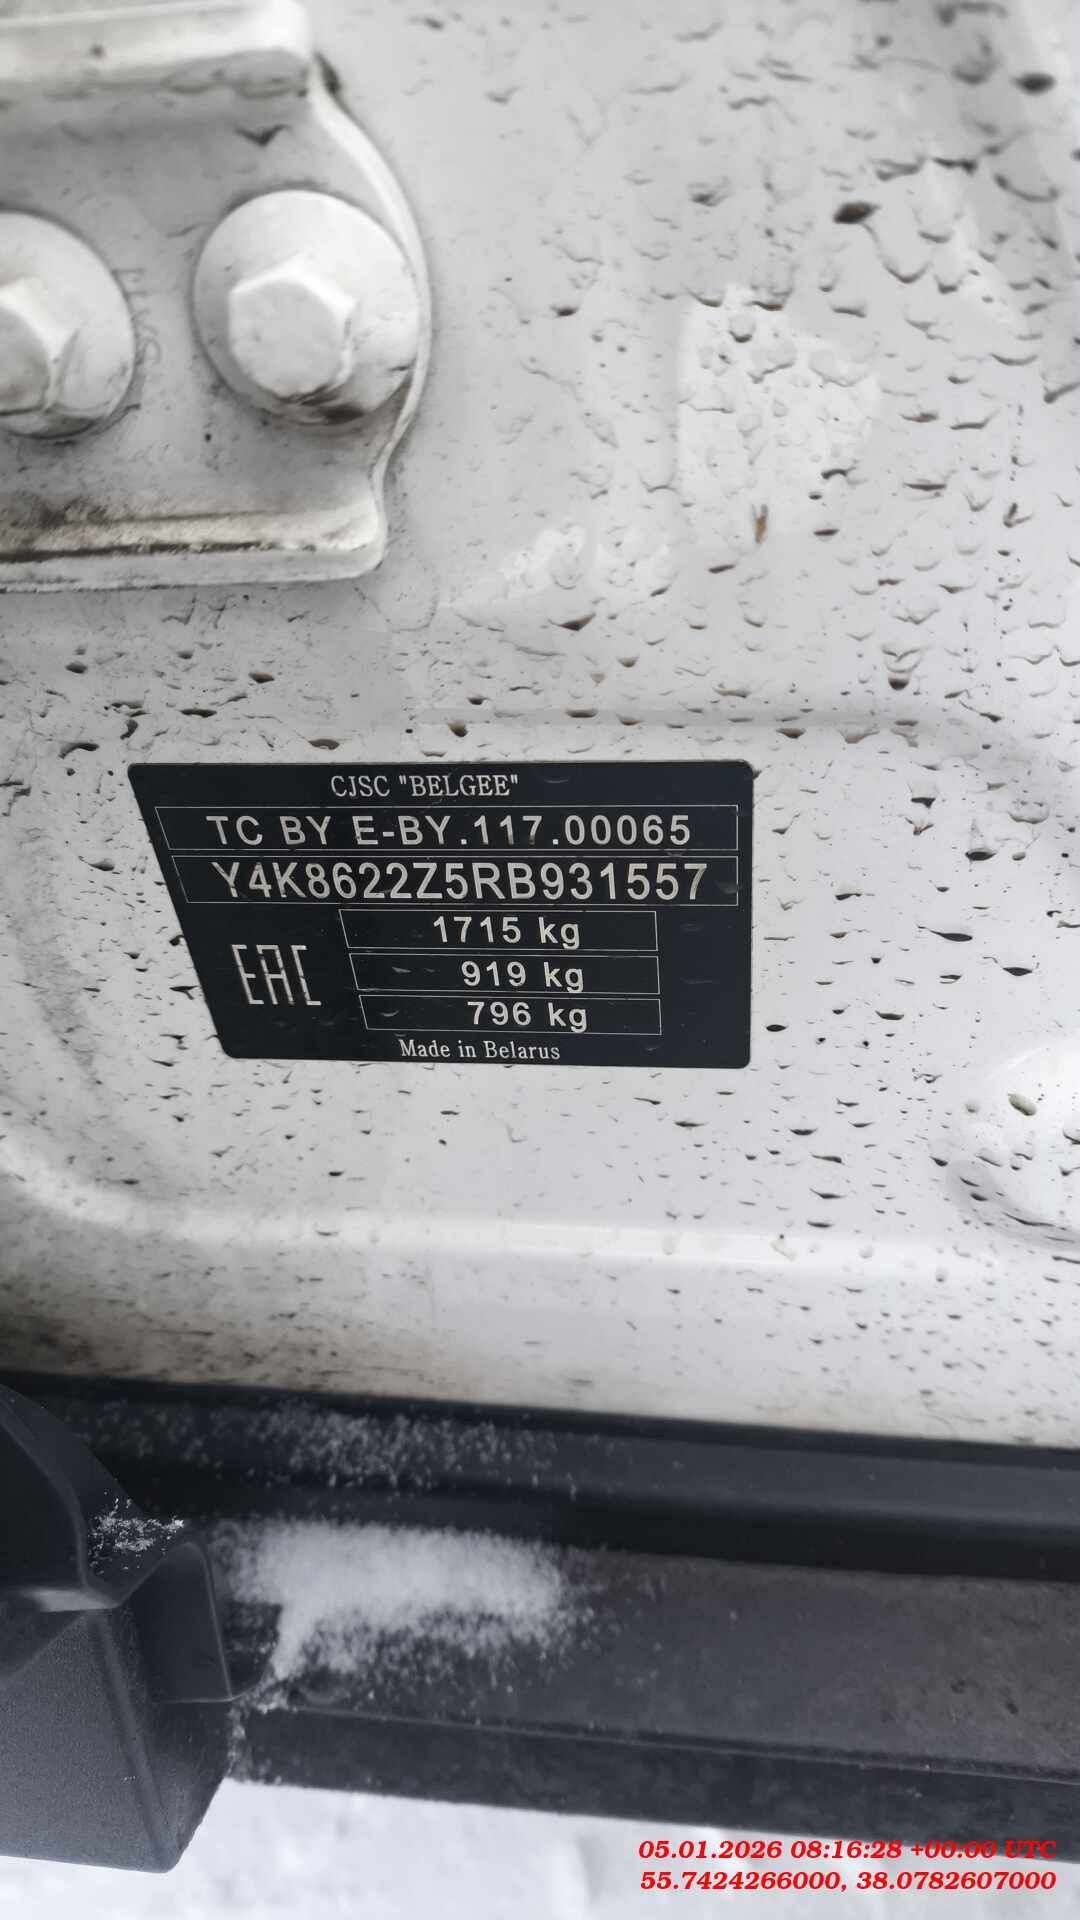 CJSC "BELGEE"
TC BY E-BY.117.00065
Y4K8622Z5RB931557
1715 kg
EAC
919 kg
796 kg
Made in Belarus
05.01.2026 08:16:28 +00:00 UTC
55.7424266000, 38.0782607000